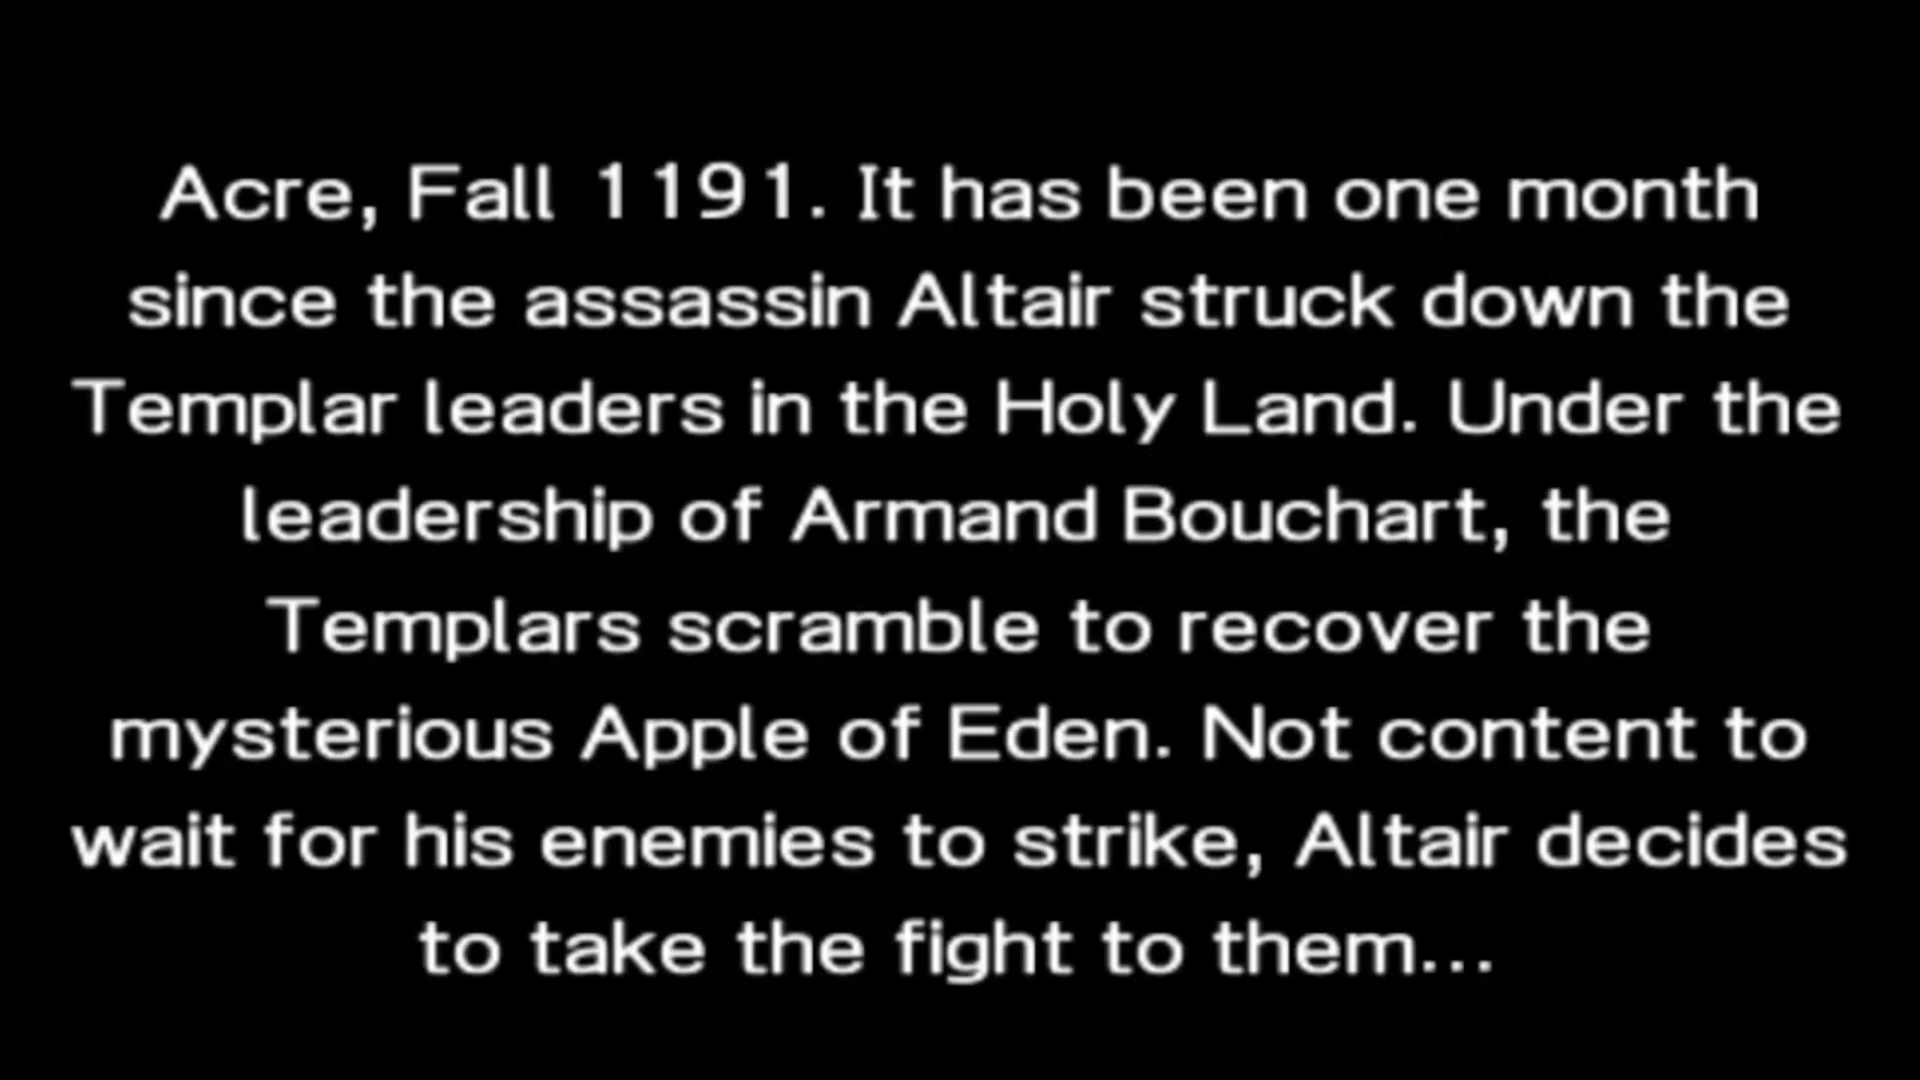 Acre, Fall 1191. It has been one month
since the assassin Altair struck down the
Templar leaders in the Holy Land. Under the
leadership of Armand Bouchart, the
Templars scramble to recover the
mysterious Apple of Eden. Not content to
wait for his enemies to strike, Altair decides
to take the fight to them...